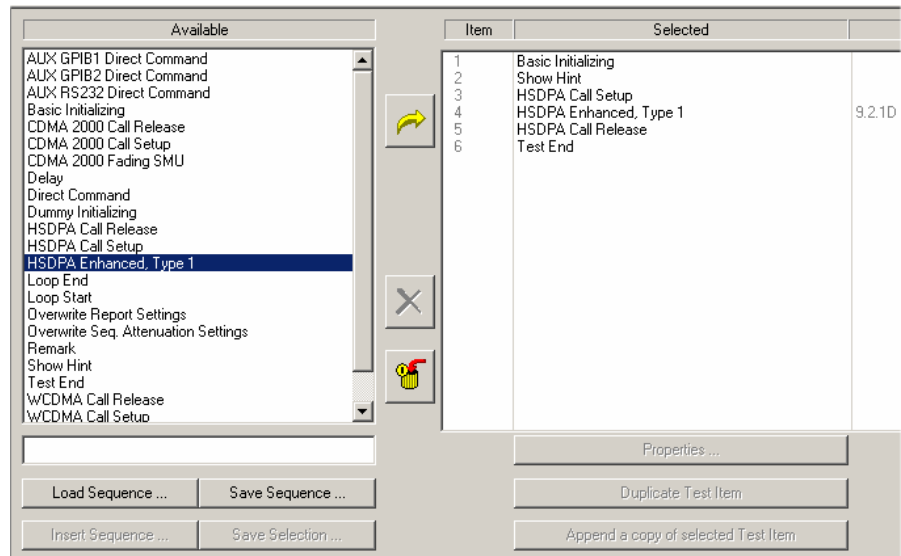 Available
AUX GPIB1 Direct Command
AUX GPIB2 Direct Command
AUX RS232 Direct Command
Basic Initializing
CDMA 2000 Call Release
CDMA 2000 Call Setup
CDMA 2000 Fading SMU
Delay
Direct Command
Dummy Initializing
HSDPA Call Release
HSDPA Call Setup
HSDPA Enhanced, Type 1
Loop End
Loop Start
Overwrite Report Settings
Overwrite Seq. Attenuation Settings
Remark
Show Hint
Test End
WCDMA Call Release
WCDMA Call Setup
Load Sequence ... Save Sequence ...
Insert Sequence ... Save Selection ...
Item Selected
1 Basic Initializing
2 Show Hint
3 HSDPA Call Setup
4 HSDPA Enhanced, Type 1 9.2.1D
5 HSDPA Call Release
6 Test End
Properties ...
Duplicate Test Item
Append a copy of selected Test Item